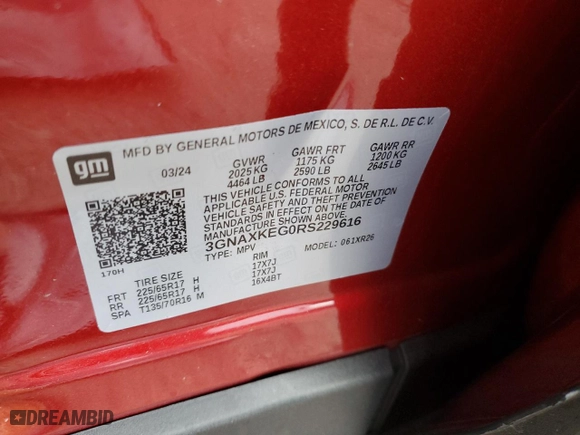 gm
MFD BY GENERAL MOTORS DE MEXICO, S. DE R.L. DE C.V.
03/24 GVWR GAWR FRT GAWR RR
2025 KG 1175 KG 1200 KG
4464 LB 2590 LB 2645 LB
THIS VEHICLE CONFORMS TO ALL
APPLICABLE U.S. FEDERAL MOTOR
VEHICLE SAFETY AND THEFT PREVENTION
STANDARDS IN EFFECT ON THE DATE OF
MANUFACTURE SHOWN ABOVE.
3GNAXKEG0RS229616
TYPE: MPV MODEL: 061XR26
170H
TIRE SIZE RIM
FRT 225/65R17 H 17X7J
RR 225/65R17 H 17X7J
SPA T135/70R16 M 16X4BT
DREAMBID